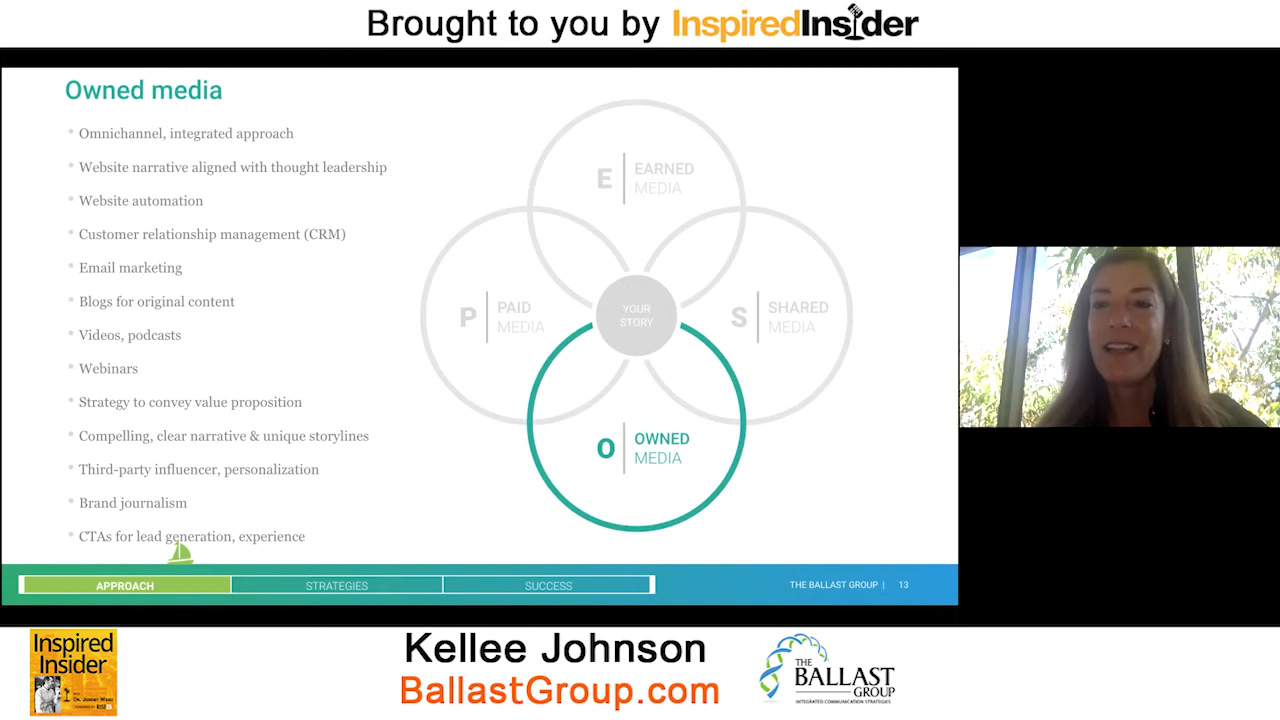 Brought to you by InspiredInsider
Owned media
Omnichannel, integrated approach
Website narrative aligned with thought leadership
Website automation
Customer relationship management (CRM)
Email marketing
Blogs for original content
Videos, podcasts
Webinars
Strategy to convey value proposition
Compelling, clear narrative & unique storylines
Third-party influencer, personalization
Brand journalism
CTAs for lead generation, experience
E
EARNED
MEDIA
P
PAID
MEDIA
YOUR
STORY
S
SHARED
MEDIA
O
OWNED
MEDIA
APPROACH
STRATEGIES
SUCCESS
THE BALLAST GROUP | 13
Inspired
Insider
Kellee Johnson
BallastGroup.com
THE
BALLAST
GROUP
INTEGRATED COMMUNICATION STRATEGIES